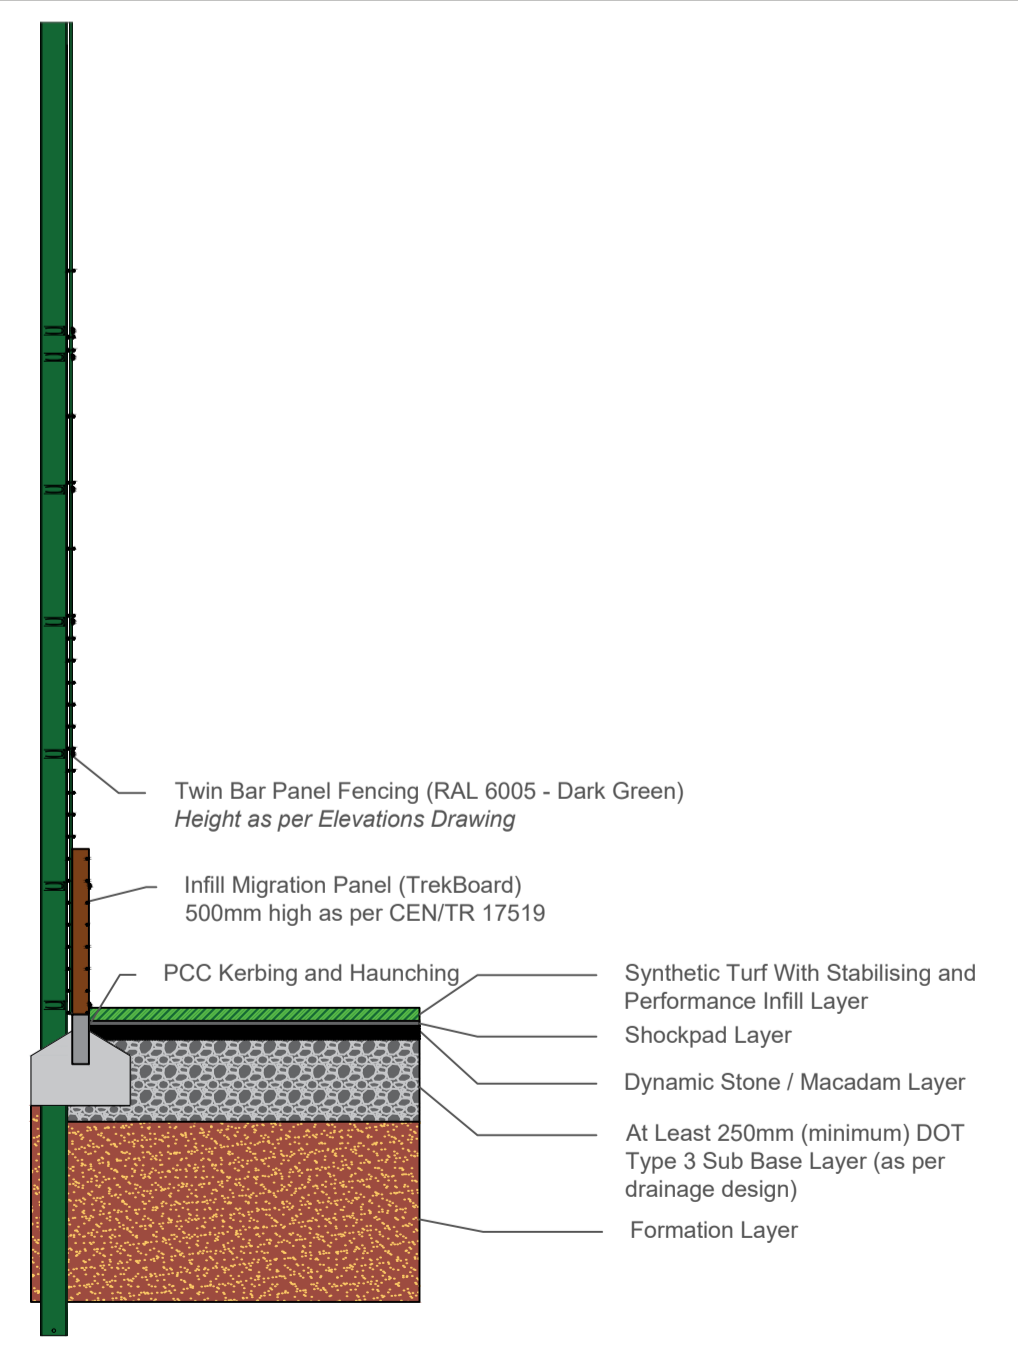 Twin Bar Panel Fencing (RAL 6005 - Dark Green)
Height as per Elevations Drawing
Infill Migration Panel (TrekBoard)
500mm high as per CEN/TR 17519
PCC Kerbing and Haunching
Synthetic Turf With Stabilising and
Performance Infill Layer
Shockpad Layer
Dynamic Stone / Macadam Layer
At Least 250mm (minimum) DOT
Type 3 Sub Base Layer (as per
drainage design)
Formation Layer